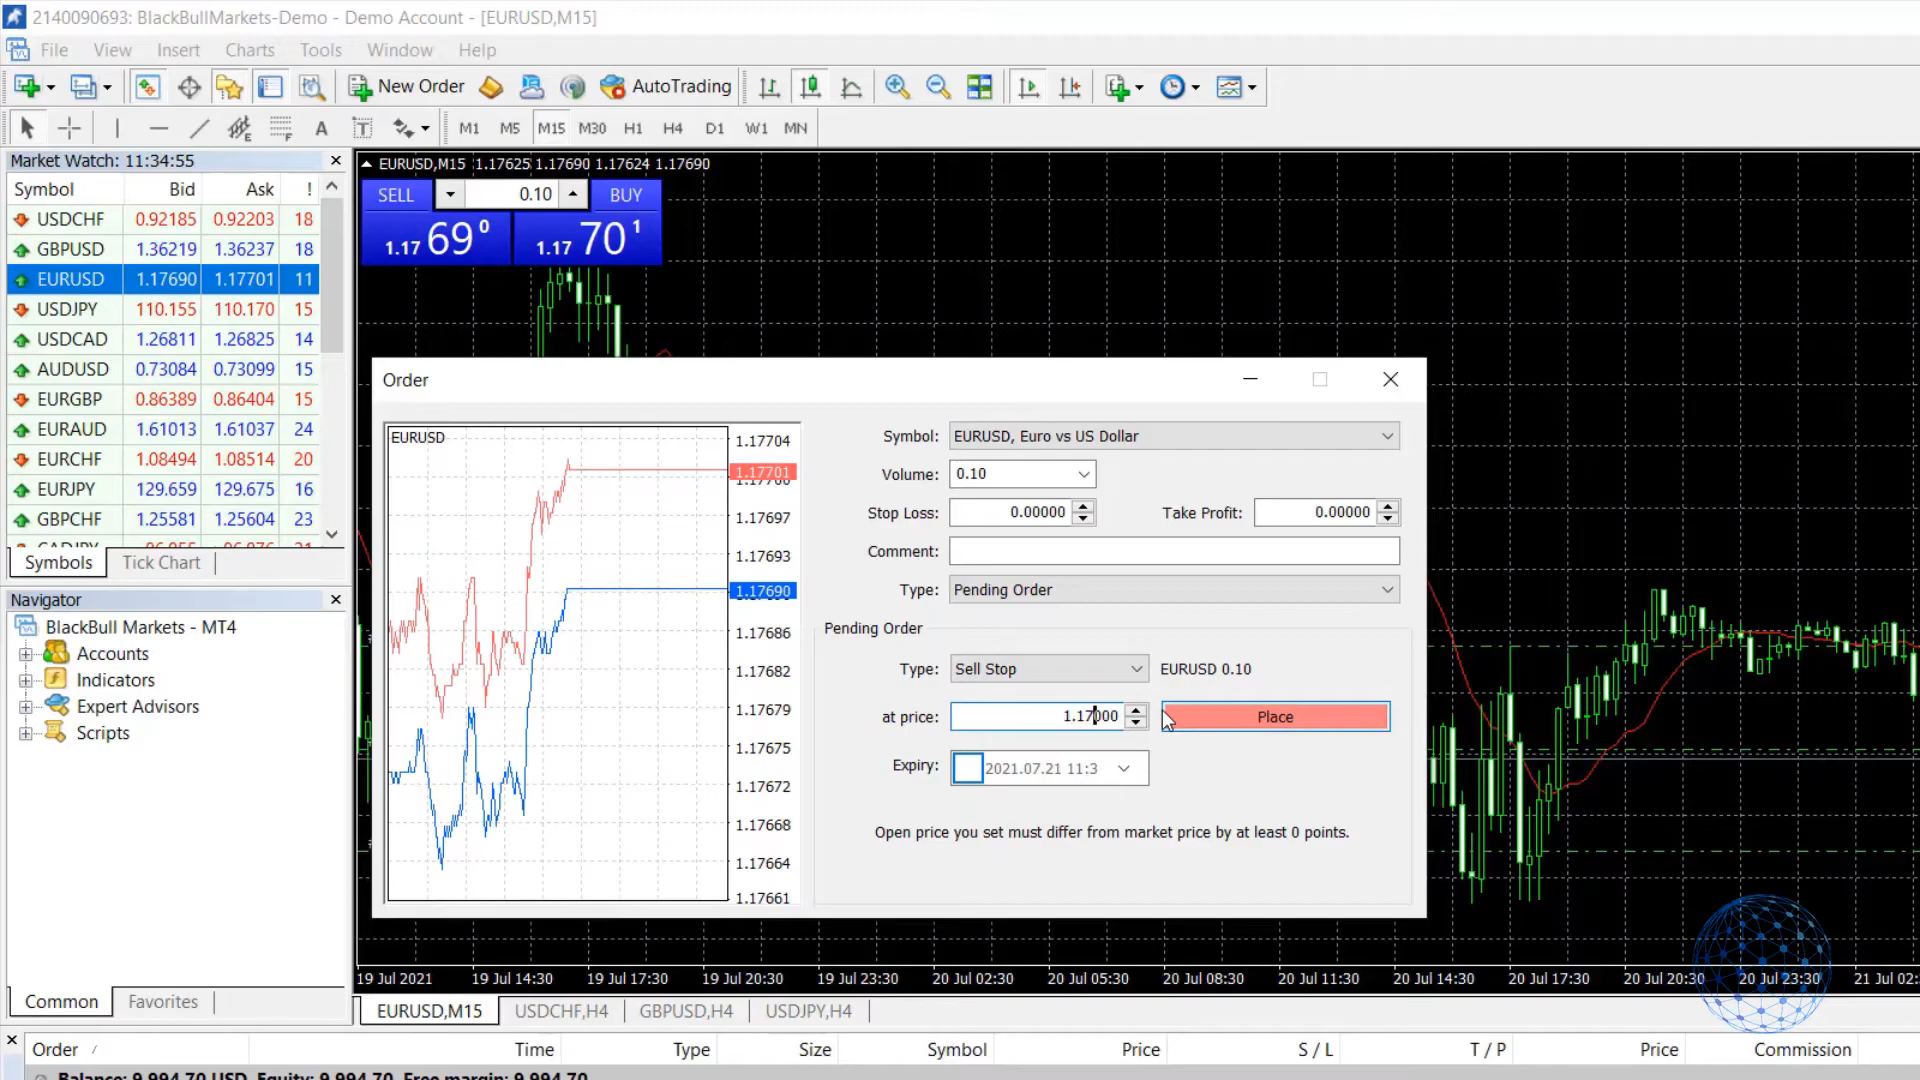 2140090693: BlackBullMarkets-Demo - Demo Account - [EURUSD,M15]
File View Insert Charts Tools Window Help
New Order AutoTrading
A T M1 M5 M15 M30 H1 H4 D1 W1 MN
Market Watch: 11:34:55
Symbol Bid Ask !
USDCHF 0.92185 0.92203 18
GBPUSD 1.36219 1.36237 18
EURUSD 1.17690 1.17701 11
USDJPY 110.155 110.170 15
USDCAD 1.26811 1.26825 14
AUDUSD 0.73084 0.73099 15
EURGBP 0.86389 0.86404 15
EURAUD 1.61013 1.61037 24
EURCHF 1.08494 1.08514 20
EURJPY 129.659 129.675 16
GBPCHF 1.25581 1.25604 23
Symbols Tick Chart
Navigator
BlackBull Markets - MT4
Accounts
Indicators
Expert Advisors
Scripts
Common Favorites
EURUSD,M15 1.17625 1.17690 1.17624 1.17690
SELL 0.10 BUY
1.17 69 0 1.17 70 1
Order
EURUSD
1.17704
1.17701
1.17697
1.17693
1.17690
1.17686
1.17682
1.17679
1.17675
1.17672
1.17668
1.17664
1.17661
Symbol: EURUSD, Euro vs US Dollar
Volume: 0.10
Stop Loss: 0.00000 Take Profit: 0.00000
Comment:
Type: Pending Order
Pending Order
Type: Sell Stop EURUSD 0.10
at price: 1.17000 Place
Expiry: 2021.07.21 11:3
Open price you set must differ from market price by at least 0 points.
19 Jul 2021 19 Jul 14:30 19 Jul 17:30 19 Jul 20:30 19 Jul 23:30 20 Jul 02:30 20 Jul 05:30 20 Jul 08:30 20 Jul 11:30 20 Jul 14:30 20 Jul 17:30 20 Jul 20:30 20 Jul 23:30 21 Jul 02:
EURUSD,M15 USDCHF,H4 GBPUSD,H4 USDJPY,H4
Order / Time Type Size Symbol Price S / L T / P Price Commission
Balance: 9 994.70 USD Equity: 9 994.70 Free margin: 9 994.70